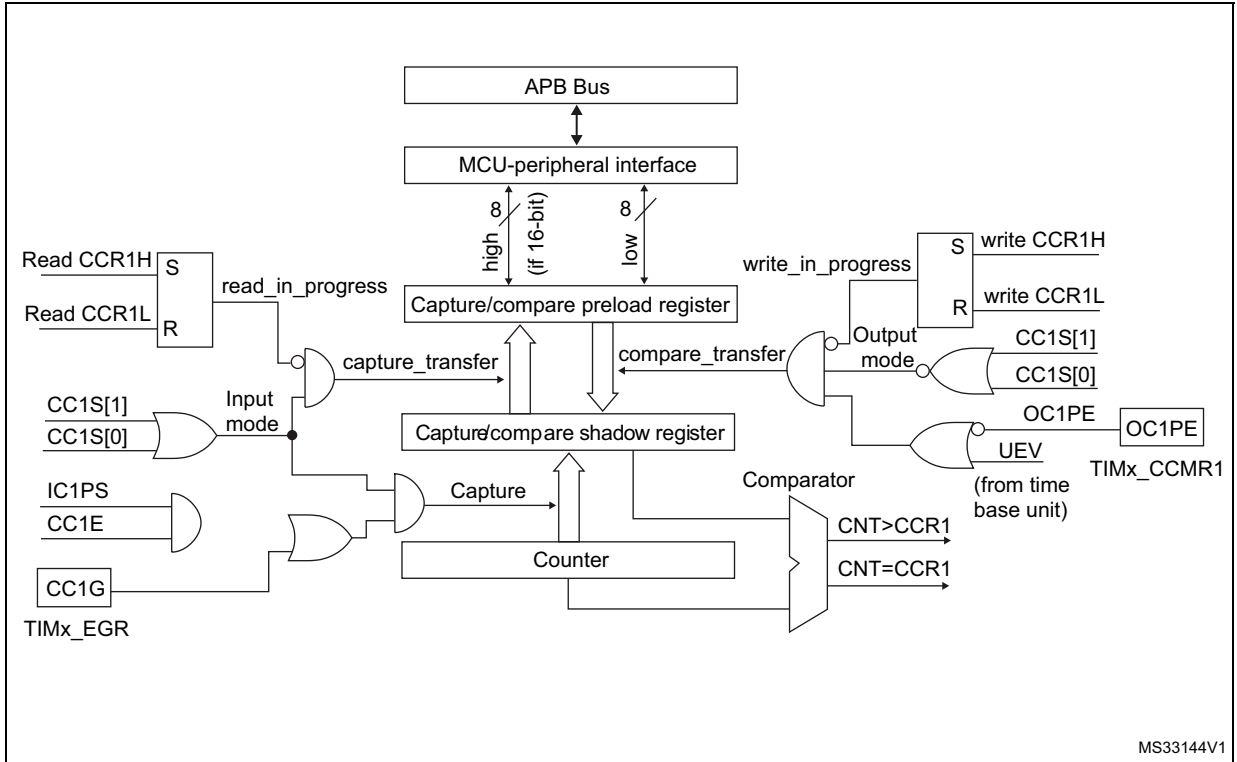 APB Bus
MCU-peripheral interface
8
high
(if 16-bit)
8
low
Read CCR1H
S
read_in_progress
Read CCR1L
R
write_in_progress
S
write CCR1H
R
write CCR1L
Capture/compare preload register
capture_transfer
compare_transfer
Output
mode
CC1S[1]
CC1S[0]
CC1S[1]
CC1S[0]
Input
mode
Capture/compare shadow register
OC1PE
OC1PE
UEV
TIMx_CCMR1
(from time
base unit)
IC1PS
CC1E
Capture
Comparator
Counter
CNT>CCR1
CNT=CCR1
CC1G
TIMx_EGR
MS33144V1